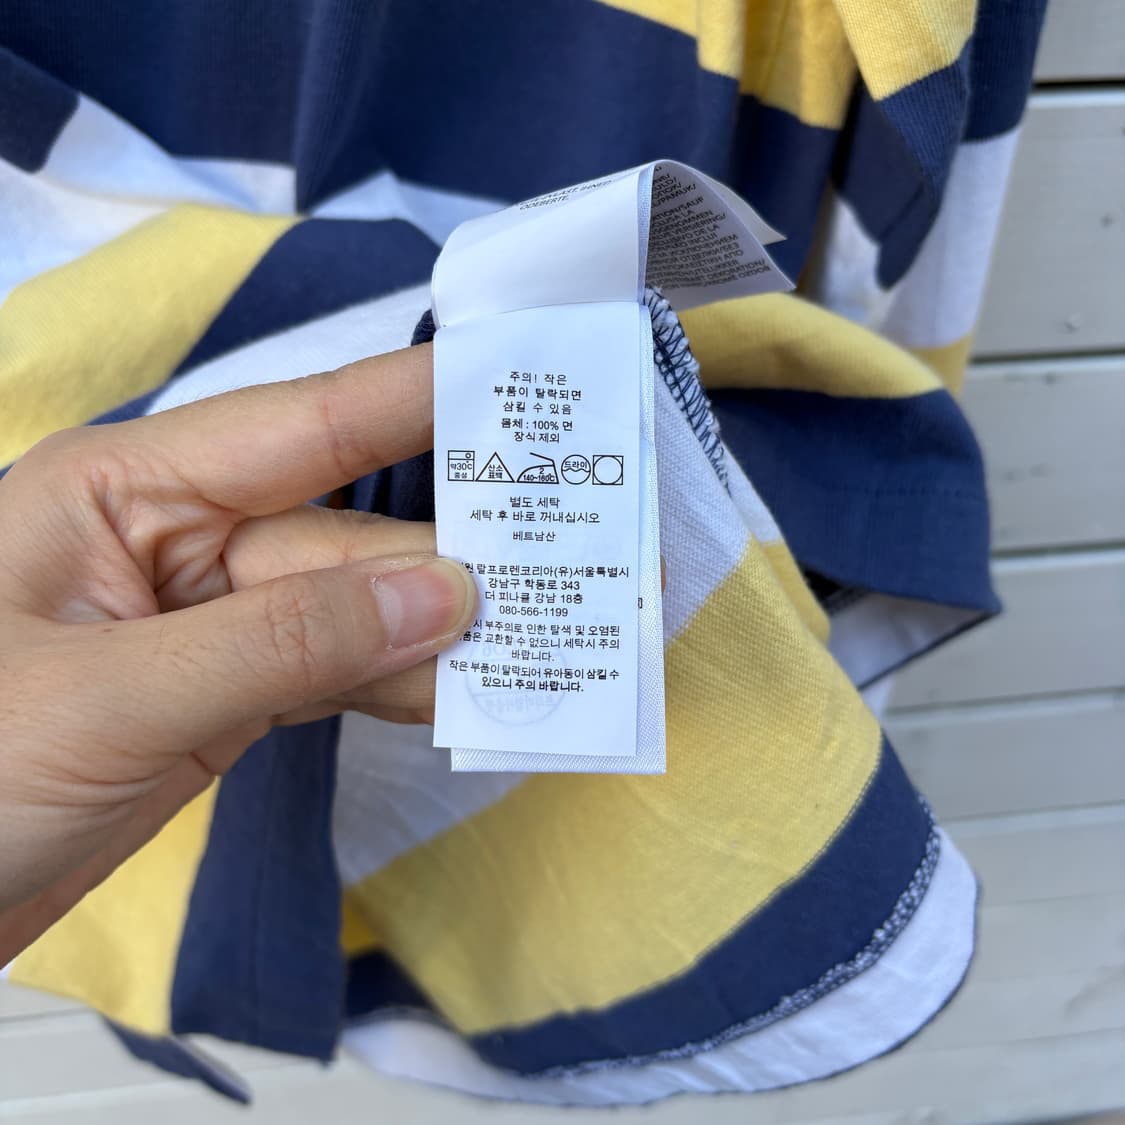 ODEBERTE.
주의! 작은
부품이 탈락되면
삼킬 수 있음
몸체 : 100% 면
장식 제외
약30℃
중성
산소
표백
2
140~160℃
드라이
별도 세탁
세탁 후 바로 꺼내십시오
베트남산
랄프로렌코리아(유)서울특별시
강남구 학동로 343
더 피나클 강남 18층
080-566-1199
시 부주의로 인한 탈색 및 오염된
품은 교환할 수 없으니 세탁시 주의
바랍니다.
작은 부품이 탈락되어 유아동이 삼킬 수
있으니 주의 바랍니다.